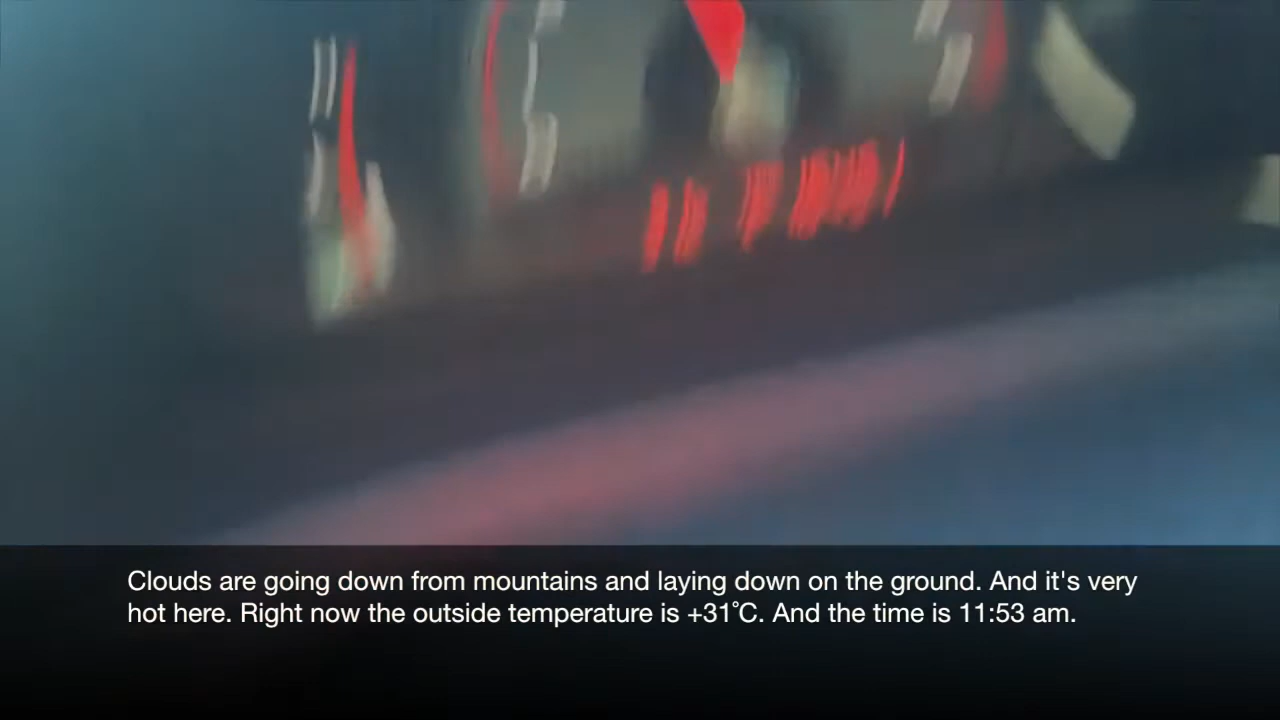 Clouds are going down from mountains and laying down on the ground. And it's very
hot here. Right now the outside temperature is +31°C. And the time is 11:53 am.